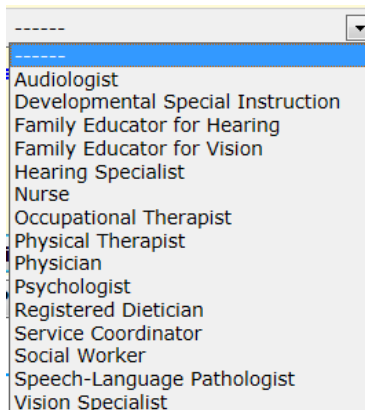 ------
------
Audiologist
Developmental Special Instruction
Family Educator for Hearing
Family Educator for Vision
Hearing Specialist
Nurse
Occupational Therapist
Physical Therapist
Physician
Psychologist
Registered Dietician
Service Coordinator
Social Worker
Speech-Language Pathologist
Vision Specialist